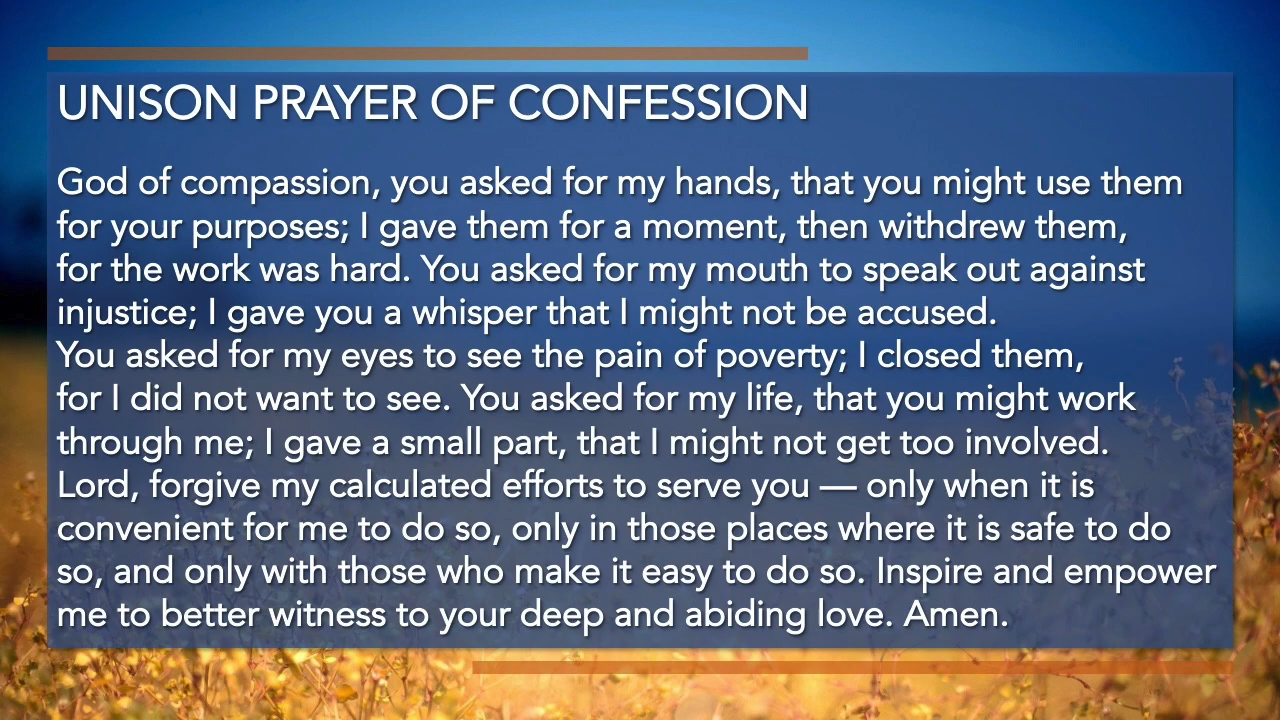 UNISON PRAYER OF CONFESSION
God of compassion, you asked for my hands, that you might use them
for your purposes; I gave them for a moment, then withdrew them,
for the work was hard. You asked for my mouth to speak out against
injustice; I gave you a whisper that I might not be accused.
You asked for my eyes to see the pain of poverty; I closed them,
for I did not want to see. You asked for my life, that you might work
through me; I gave a small part, that I might not get too involved.
Lord, forgive my calculated efforts to serve you — only when it is
convenient for me to do so, only in those places where it is safe to do
so, and only with those who make it easy to do so. Inspire and empower
me to better witness to your deep and abiding love. Amen.